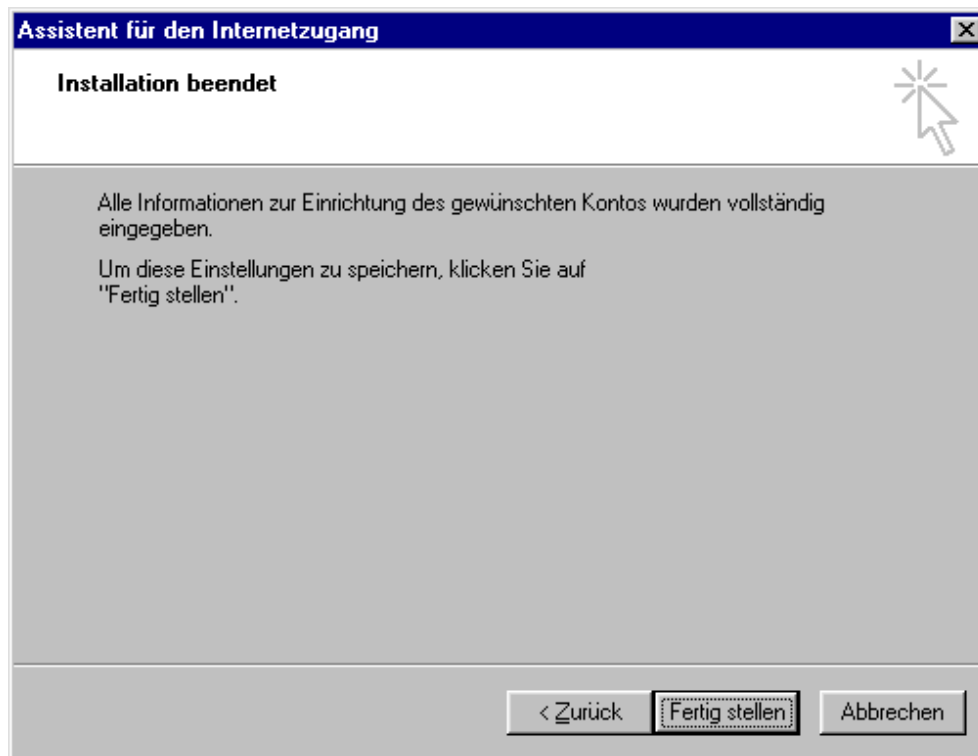 Assistent für den Internetzugang
Installation beendet
Alle Informationen zur Einrichtung des gewünschten Kontos wurden vollständig
eingegeben.
Um diese Einstellungen zu speichern, klicken Sie auf
"Fertig stellen".
< Zurück Fertig stellen Abbrechen